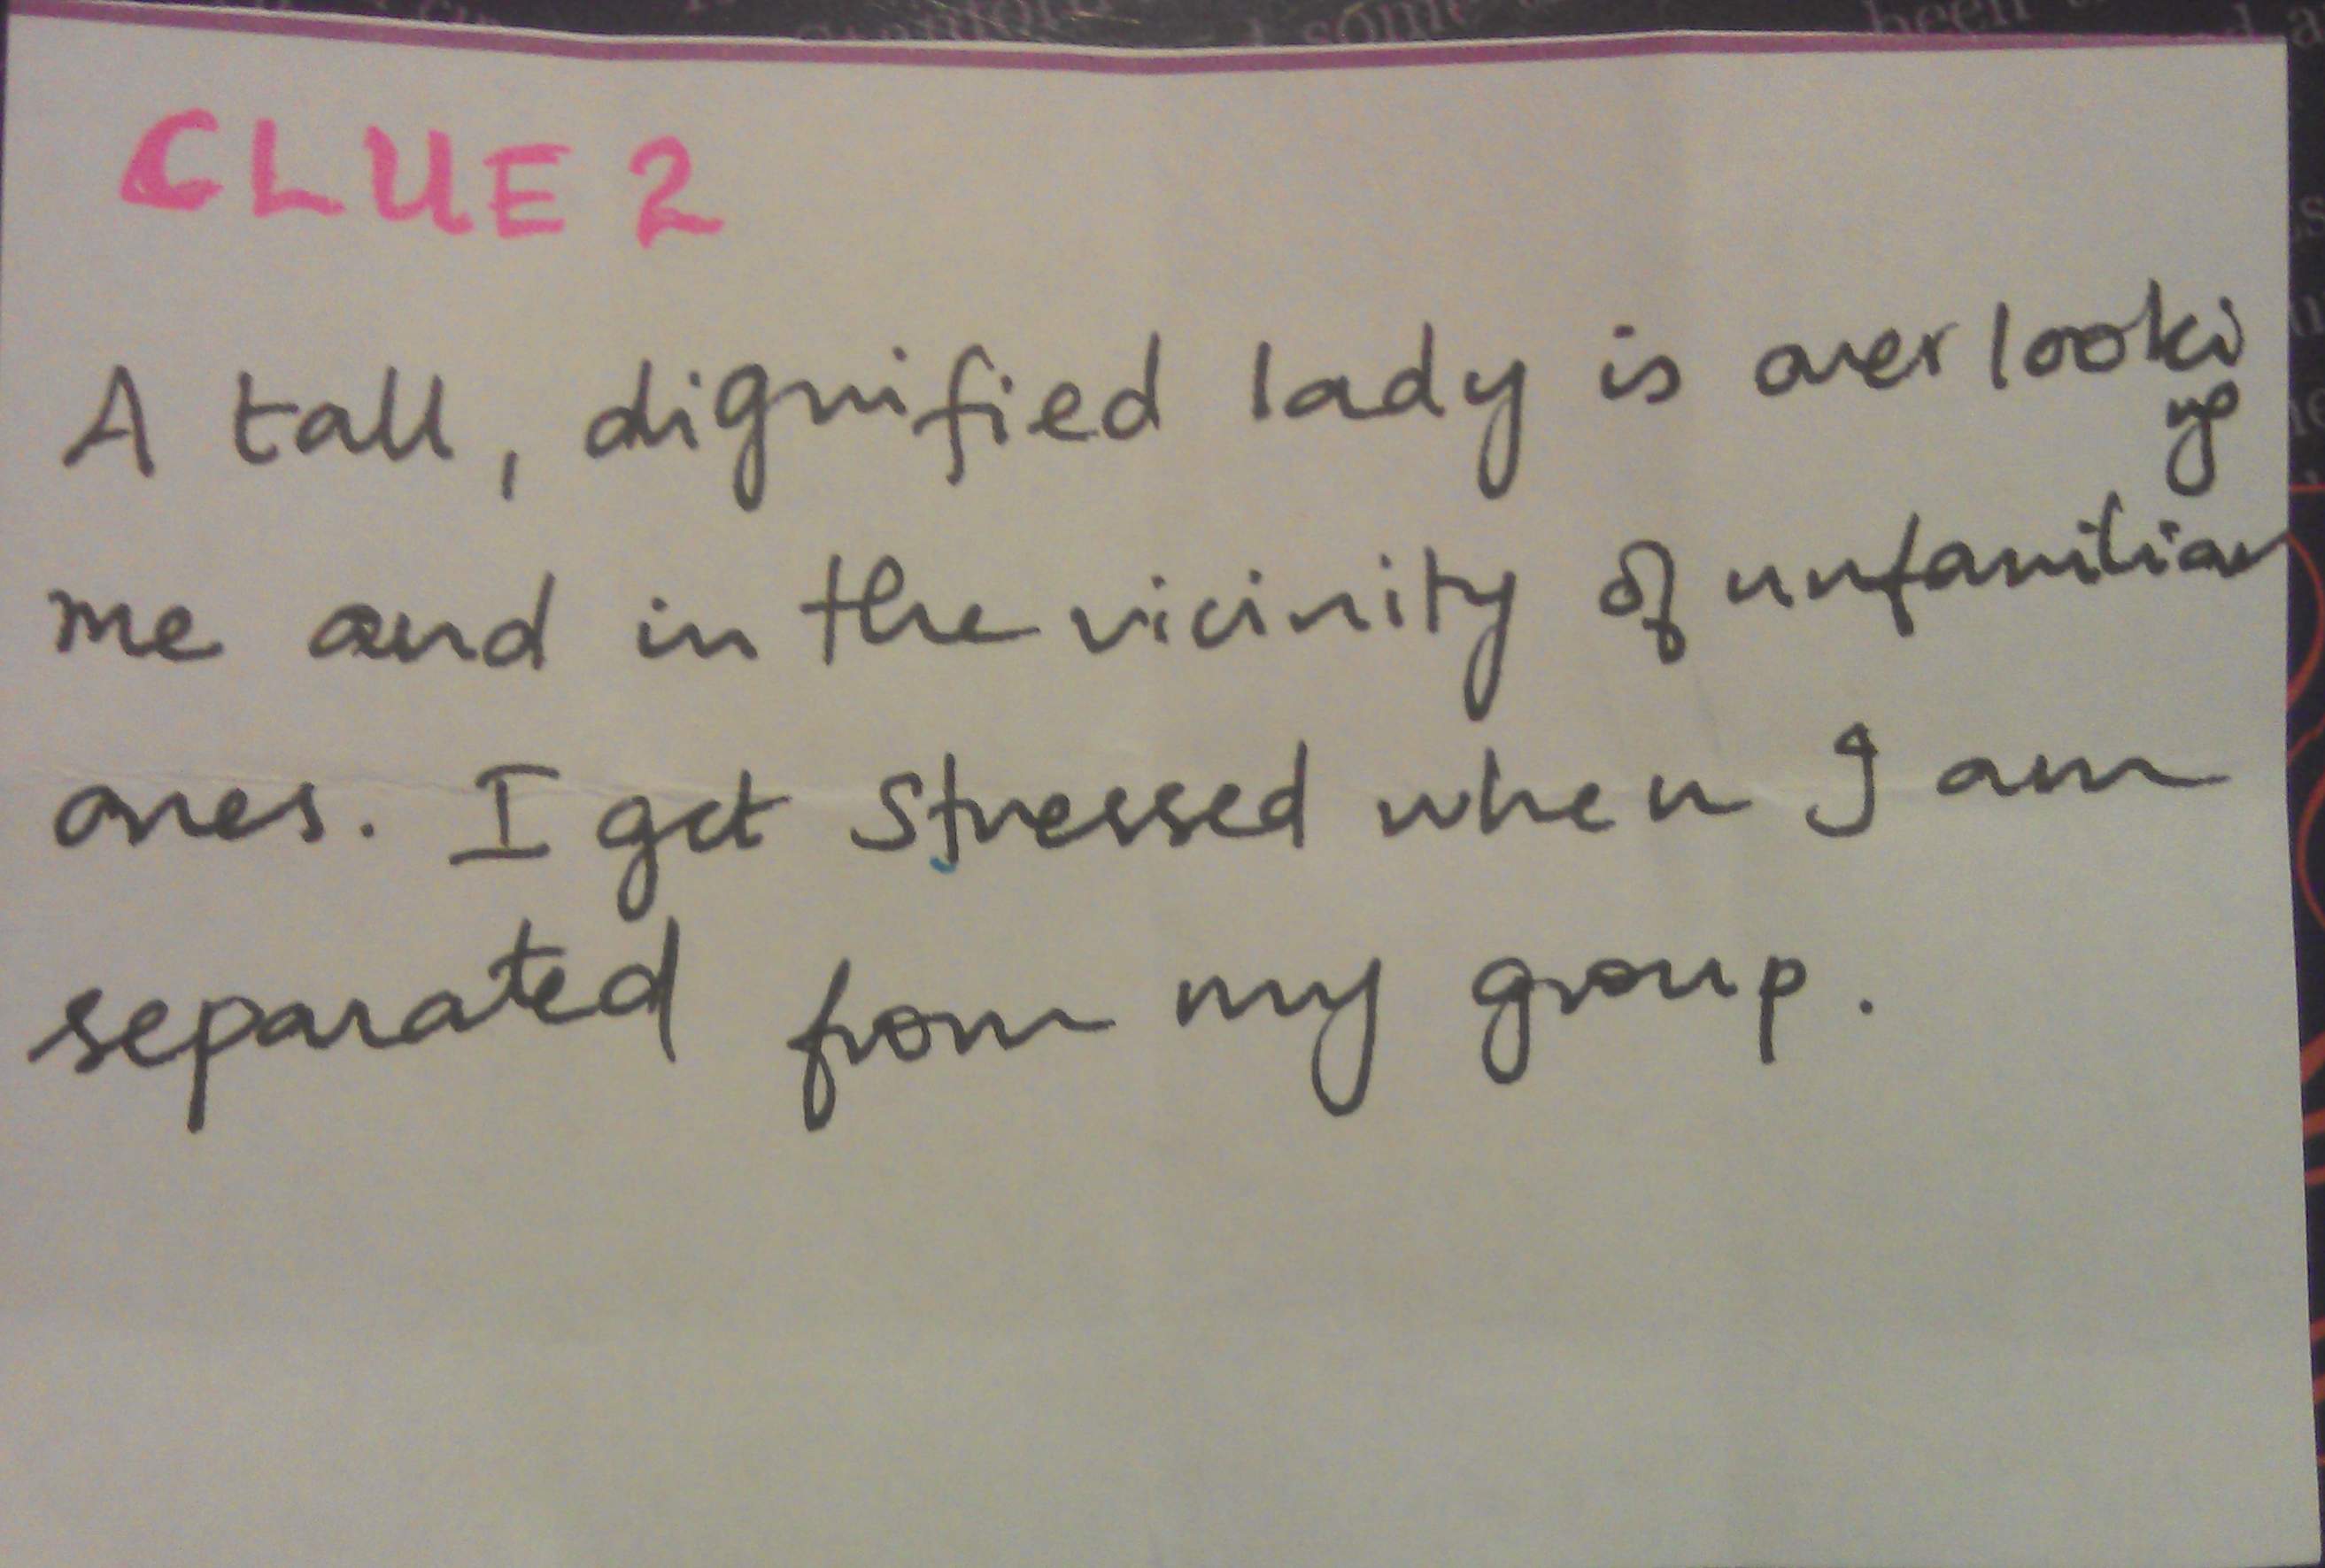 CLUE 2
A tall, dignified lady is overlooking
me and in the vicinity of unfamiliar
ones. I get stressed when I am
separated from my group.